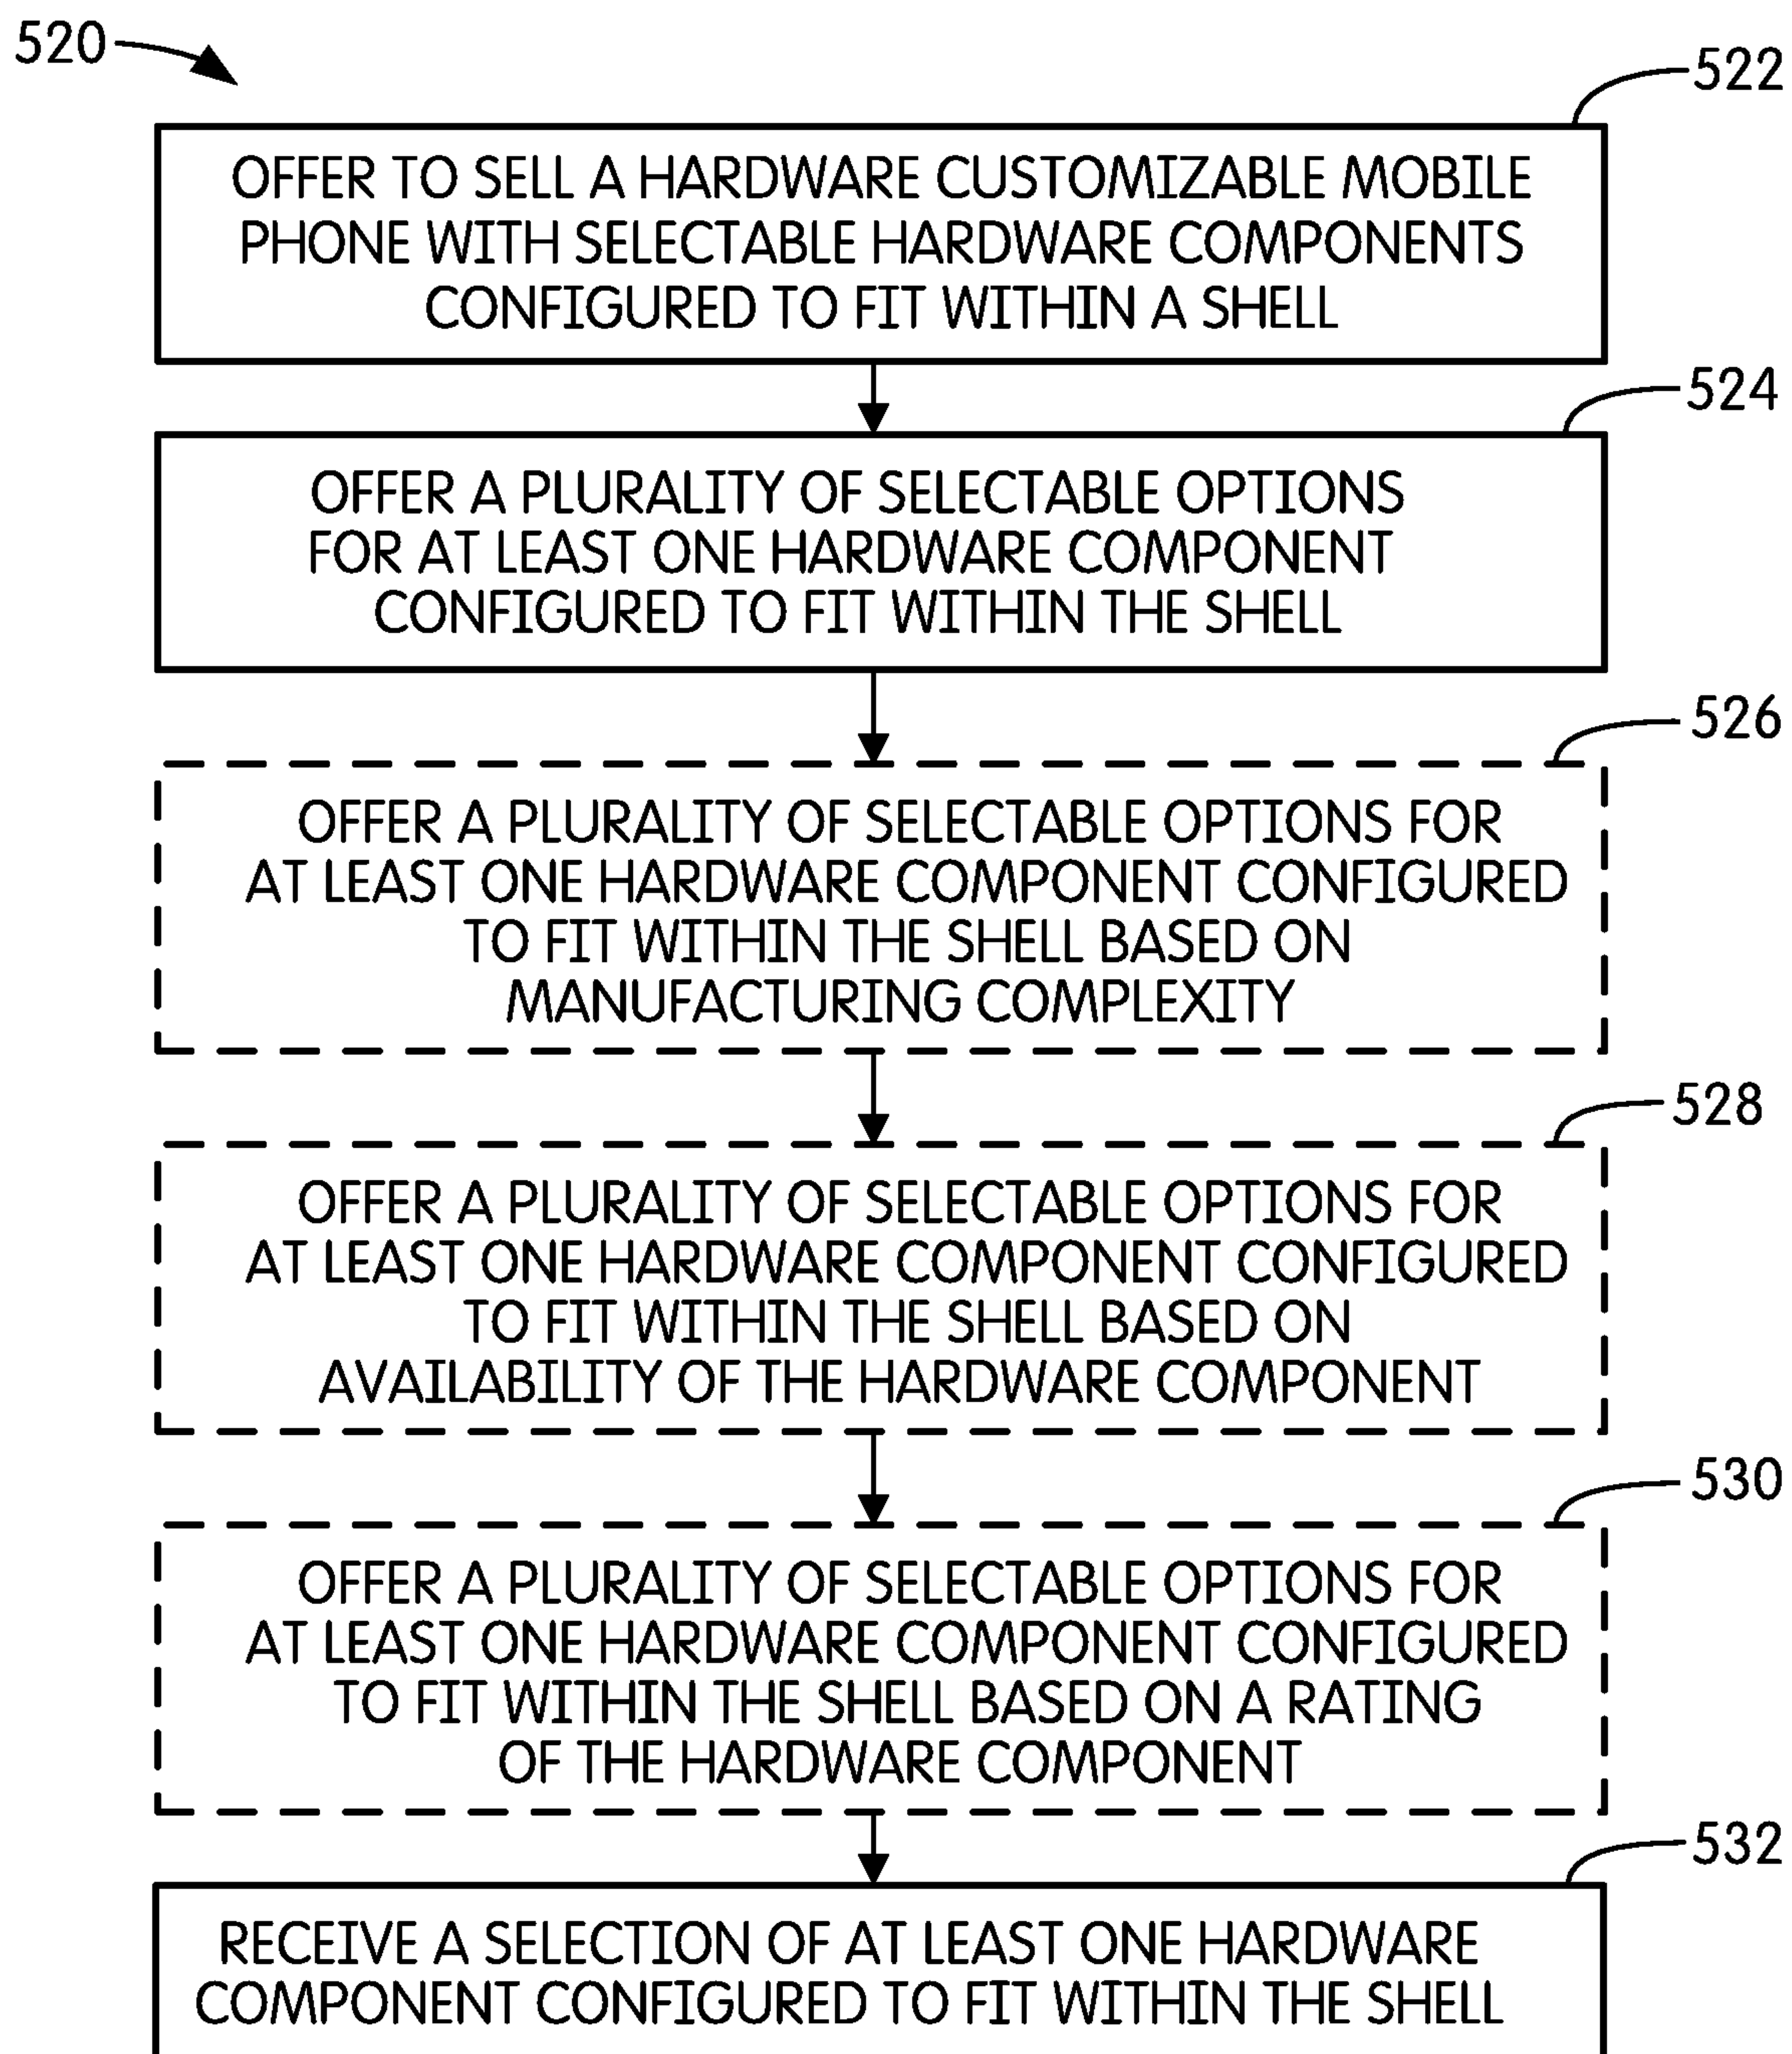 520
522
OFFER TO SELL A HARDWARE CUSTOMIZABLE MOBILE
PHONE WITH SELECTABLE HARDWARE COMPONENTS
CONFIGURED TO FIT WITHIN A SHELL
524
OFFER A PLURALITY OF SELECTABLE OPTIONS
FOR AT LEAST ONE HARDWARE COMPONENT
CONFIGURED TO FIT WITHIN THE SHELL
526
OFFER A PLURALITY OF SELECTABLE OPTIONS FOR
AT LEAST ONE HARDWARE COMPONENT CONFIGURED
TO FIT WITHIN THE SHELL BASED ON
MANUFACTURING COMPLEXITY
528
OFFER A PLURALITY OF SELECTABLE OPTIONS FOR
AT LEAST ONE HARDWARE COMPONENT CONFIGURED
TO FIT WITHIN THE SHELL BASED ON
AVAILABILITY OF THE HARDWARE COMPONENT
530
OFFER A PLURALITY OF SELECTABLE OPTIONS FOR
AT LEAST ONE HARDWARE COMPONENT CONFIGURED
TO FIT WITHIN THE SHELL BASED ON A RATING
OF THE HARDWARE COMPONENT
532
RECEIVE A SELECTION OF AT LEAST ONE HARDWARE
COMPONENT CONFIGURED TO FIT WITHIN THE SHELL